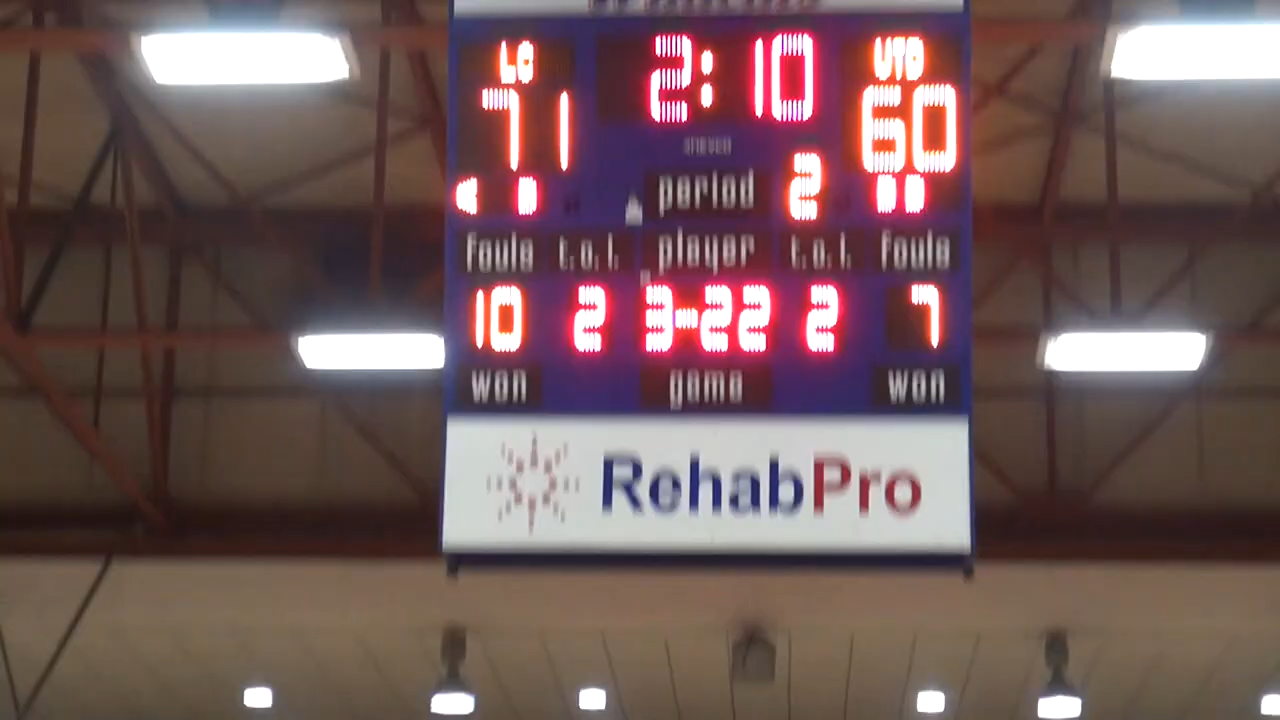 LC 2:10 UTD
71 60
period 2
fouls t.o.l. player t.o.l. fouls
10 2 3-22 2 7
won game won
RehabPro